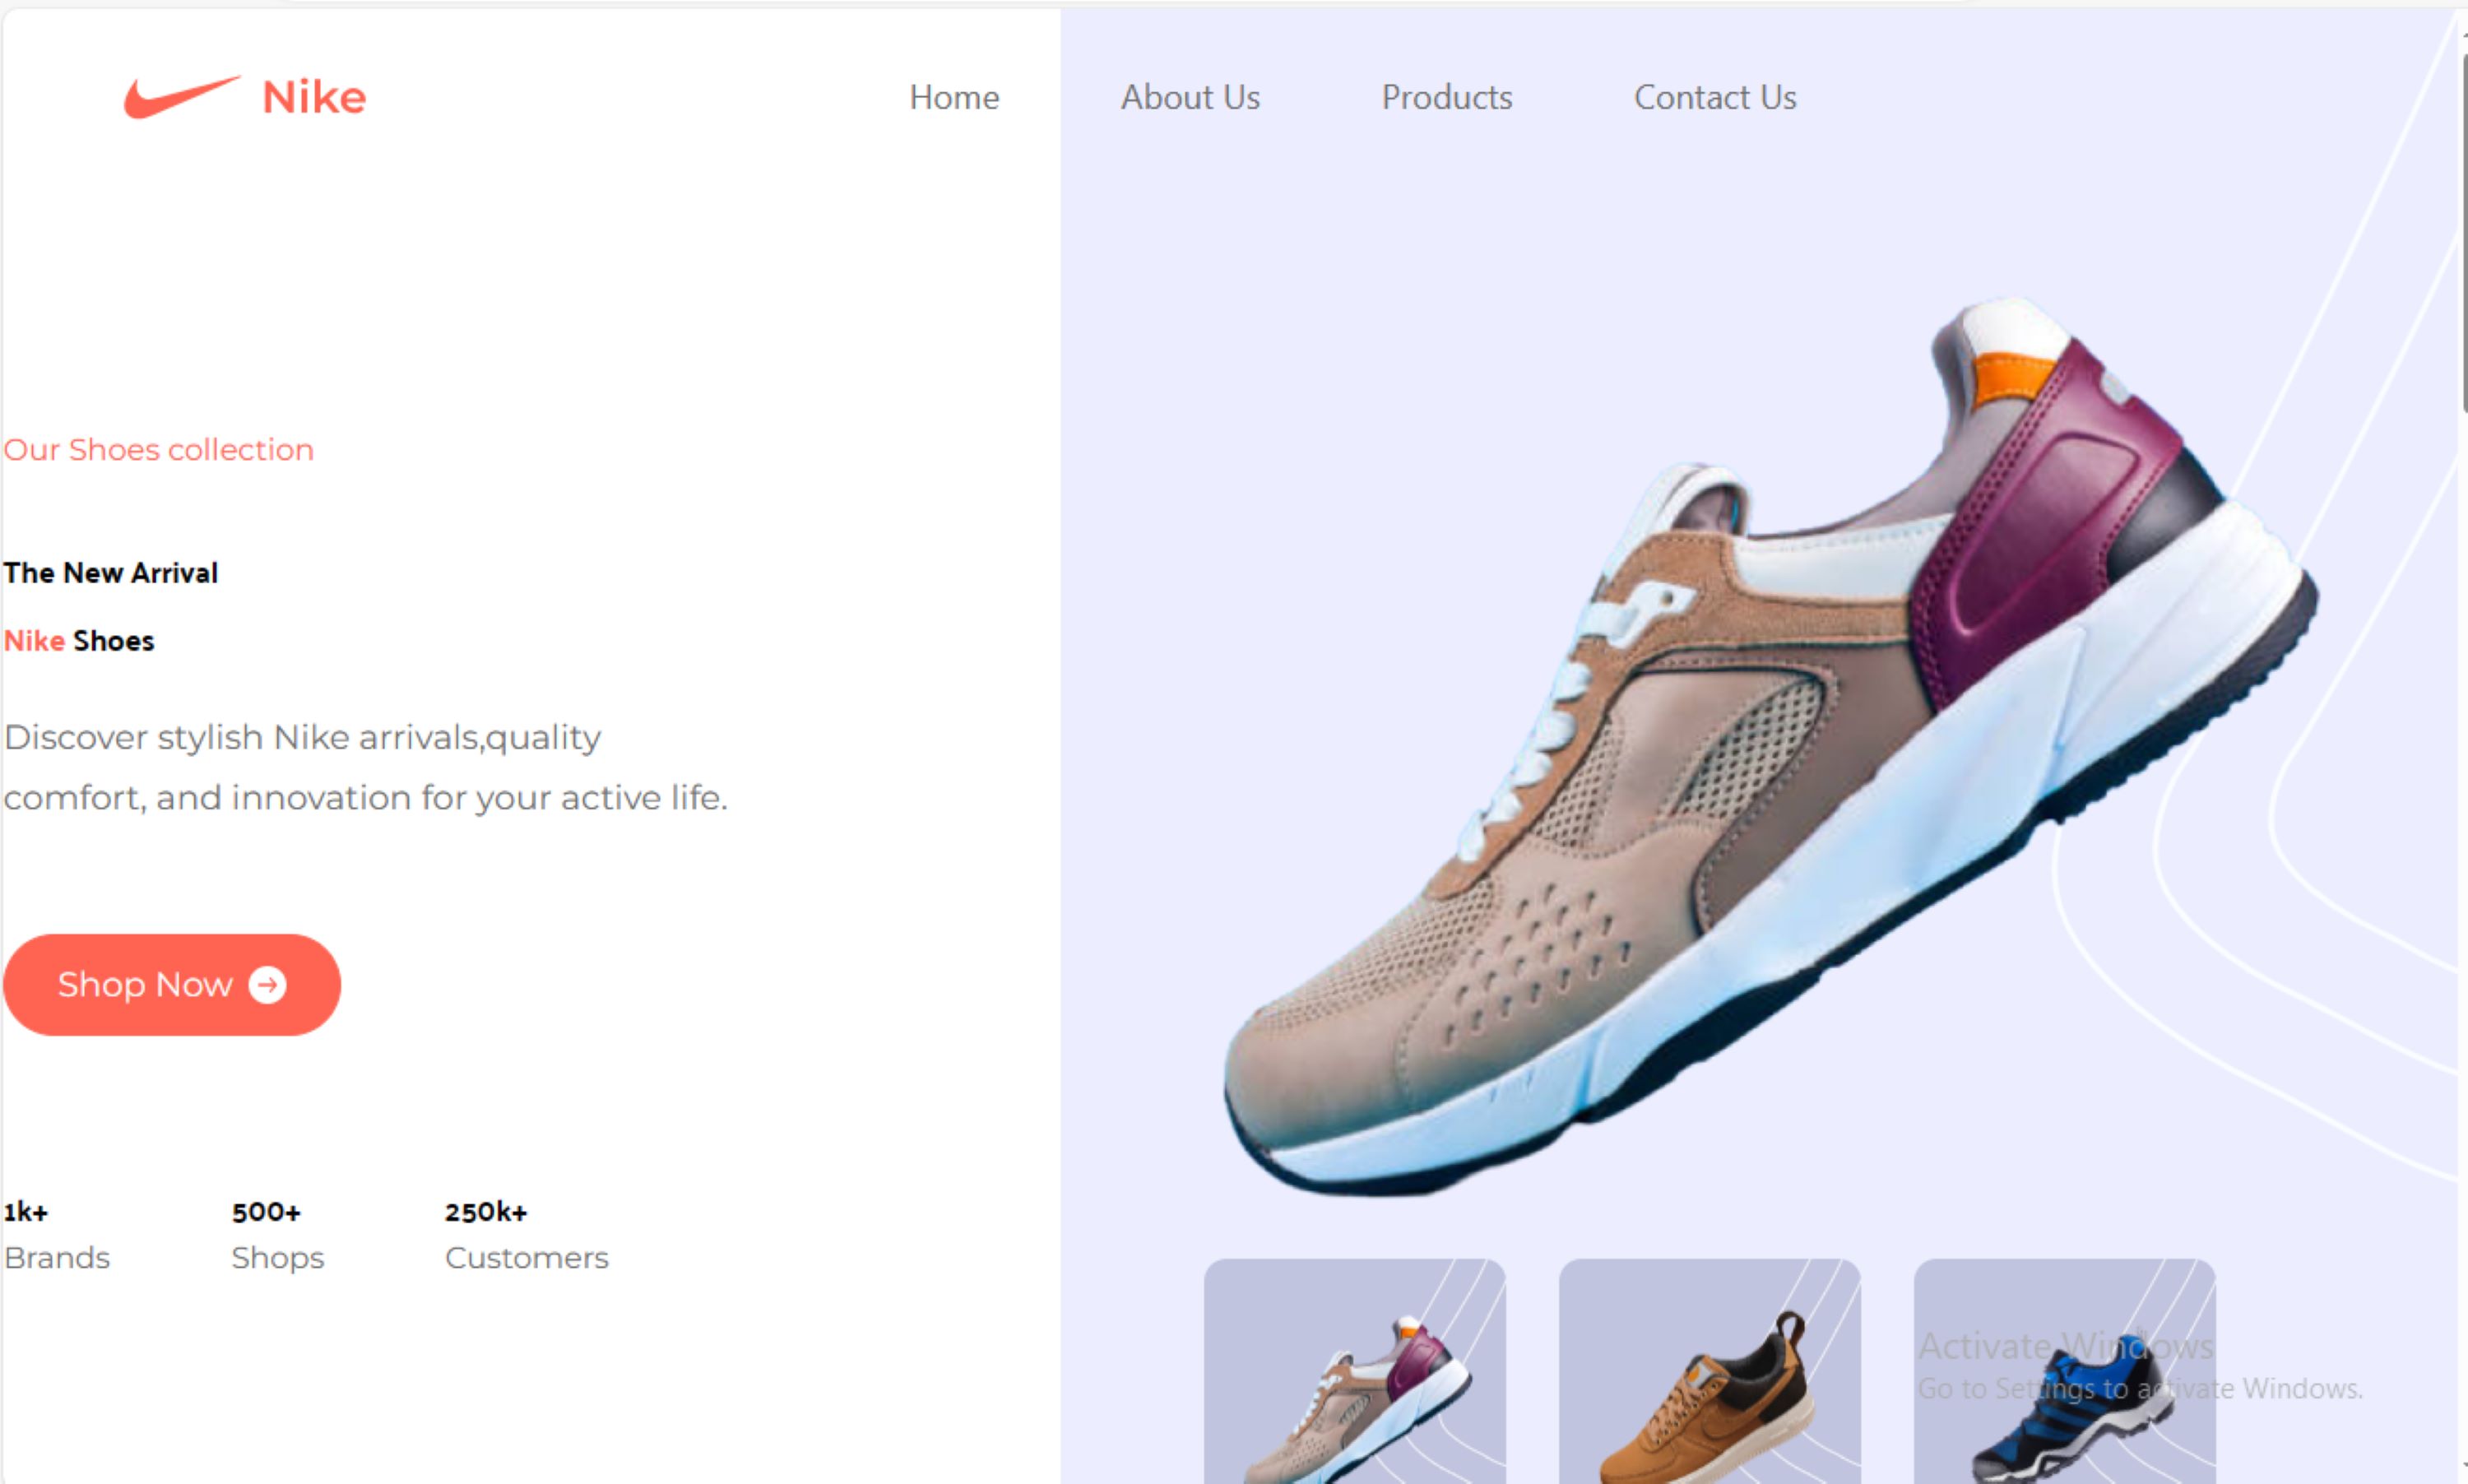 Nike
Home About Us Products Contact Us
Our Shoes collection
The New Arrival
Nike Shoes
Discover stylish Nike arrivals,quality
comfort, and innovation for your active life.
Shop Now
1k+ 500+ 250k+
Brands Shops Customers
Activate Windows
Go to Settings to activate Windows.